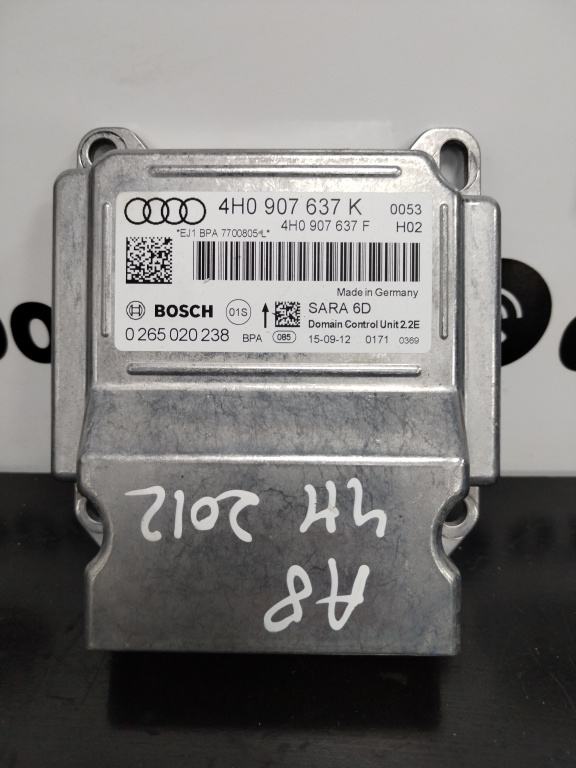 4H0 907 637 K 0053
4H0 907 637 F H02
*EJ1 BPA 77008051L*
Made in Germany
BOSCH 01S SARA 6D
Domain Control Unit 2.2E
0 265 020 238 BPA 085 15-09-12 0171 0369
4H 2012
A8